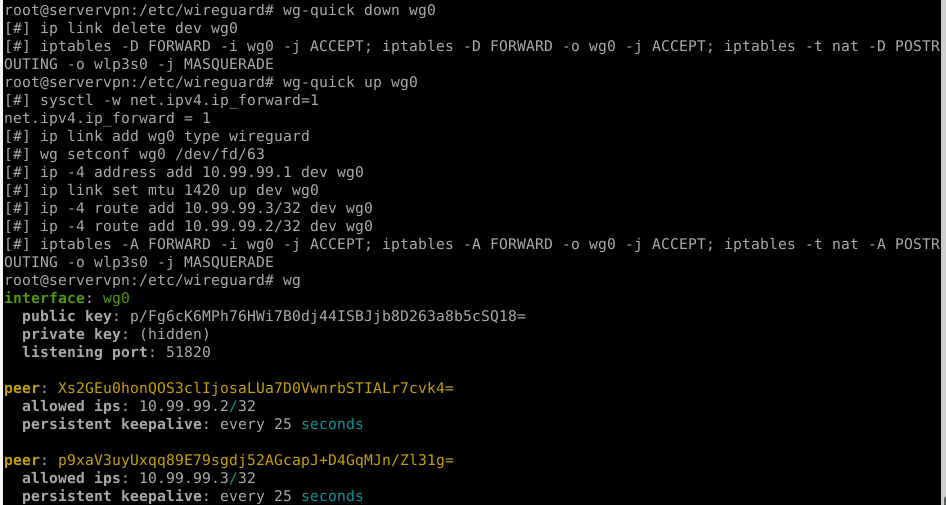 root@servervpn:/etc/wireguard# wg-quick down wg0
[#] ip link delete dev wg0
[#] iptables -D FORWARD -i wg0 -j ACCEPT; iptables -D FORWARD -o wg0 -j ACCEPT; iptables -t nat -D POSTR
OUTING -o wlp3s0 -j MASQUERADE
root@servervpn:/etc/wireguard# wg-quick up wg0
[#] sysctl -w net.ipv4.ip_forward=1
net.ipv4.ip_forward = 1
[#] ip link add wg0 type wireguard
[#] wg setconf wg0 /dev/fd/63
[#] ip -4 address add 10.99.99.1 dev wg0
[#] ip link set mtu 1420 up dev wg0
[#] ip -4 route add 10.99.99.3/32 dev wg0
[#] ip -4 route add 10.99.99.2/32 dev wg0
[#] iptables -A FORWARD -i wg0 -j ACCEPT; iptables -A FORWARD -o wg0 -j ACCEPT; iptables -t nat -A POSTR
OUTING -o wlp3s0 -j MASQUERADE
root@servervpn:/etc/wireguard# wg
interface: wg0
  public key: p/Fg6cK6MPh76HWi7B0dj44ISBJjb8D263a8b5cSQ18=
  private key: (hidden)
  listening port: 51820

peer: Xs2GEu0honQOS3clIjosaLUa7D0VwnrbSTIALr7cvk4=
  allowed ips: 10.99.99.2/32
  persistent keepalive: every 25 seconds

peer: p9xaV3uyUxqq89E79sgdj52AGcapJ+D4GqMJn/Zl31g=
  allowed ips: 10.99.99.3/32
  persistent keepalive: every 25 seconds